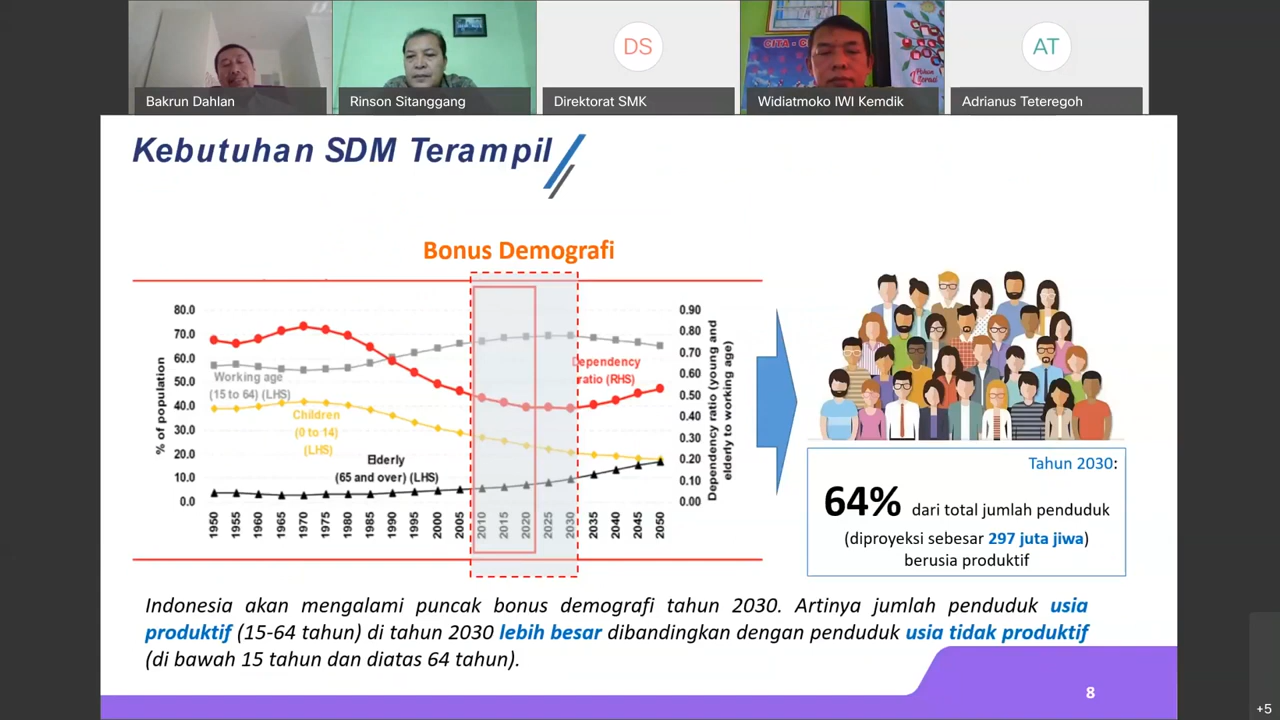 CITA - C
DS
AT
Bakrun Dahlan
Rinson Sitanggang
Direktorat SMK
Widiatmoko IWI Kemdik
Adrianus Teteregoh
Kebutuhan SDM Terampil
Bonus Demografi
80.0
70.0
60.0
50.0
40.0
30.0
20.0
10.0
0.0
% of population
Working age
(15 to 64) (LHS)
Children
(0 to 14)
(LHS)
Elderly
(65 and over) (LHS)
Dependency
ratio (RHS)
0.90
0.80
0.70
0.60
0.50
0.40
0.30
0.20
0.10
0.00
Dependency ratio (young and
elderly to working age)
1950 1955 1960 1965 1970 1975 1980 1985 1990 1995 2000 2005 2010 2015 2020 2025 2030 2035 2040 2045 2050
Tahun 2030:
64% dari total jumlah penduduk
(diproyeksi sebesar 297 juta jiwa)
berusia produktif
Indonesia akan mengalami puncak bonus demografi tahun 2030. Artinya jumlah penduduk usia
produktif (15-64 tahun) di tahun 2030 lebih besar dibandingkan dengan penduduk usia tidak produktif
(di bawah 15 tahun dan diatas 64 tahun).
8
+5